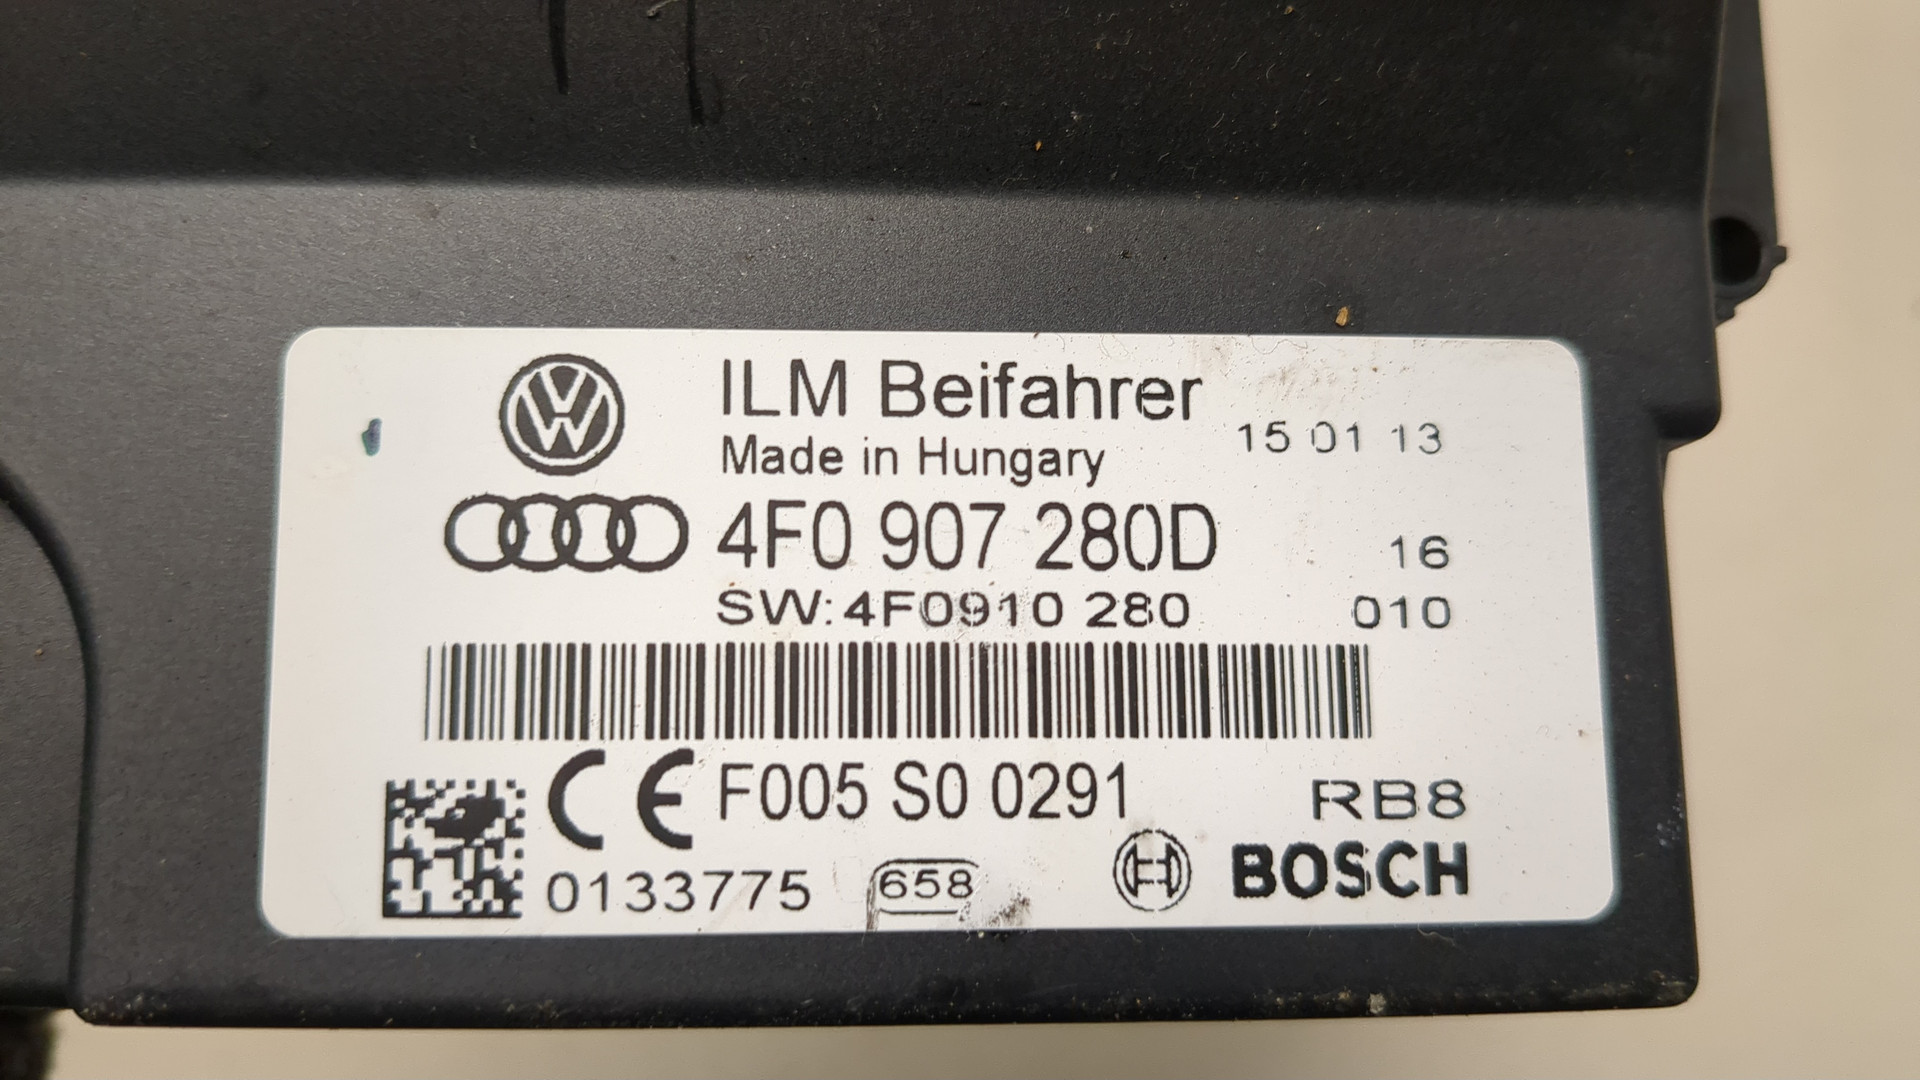 ILM Beifahrer
Made in Hungary 15 01 13
4F0 907 280D 16
SW:4F0910 280 010
CE F005 S0 0291 RB8
0133775 658 BOSCH